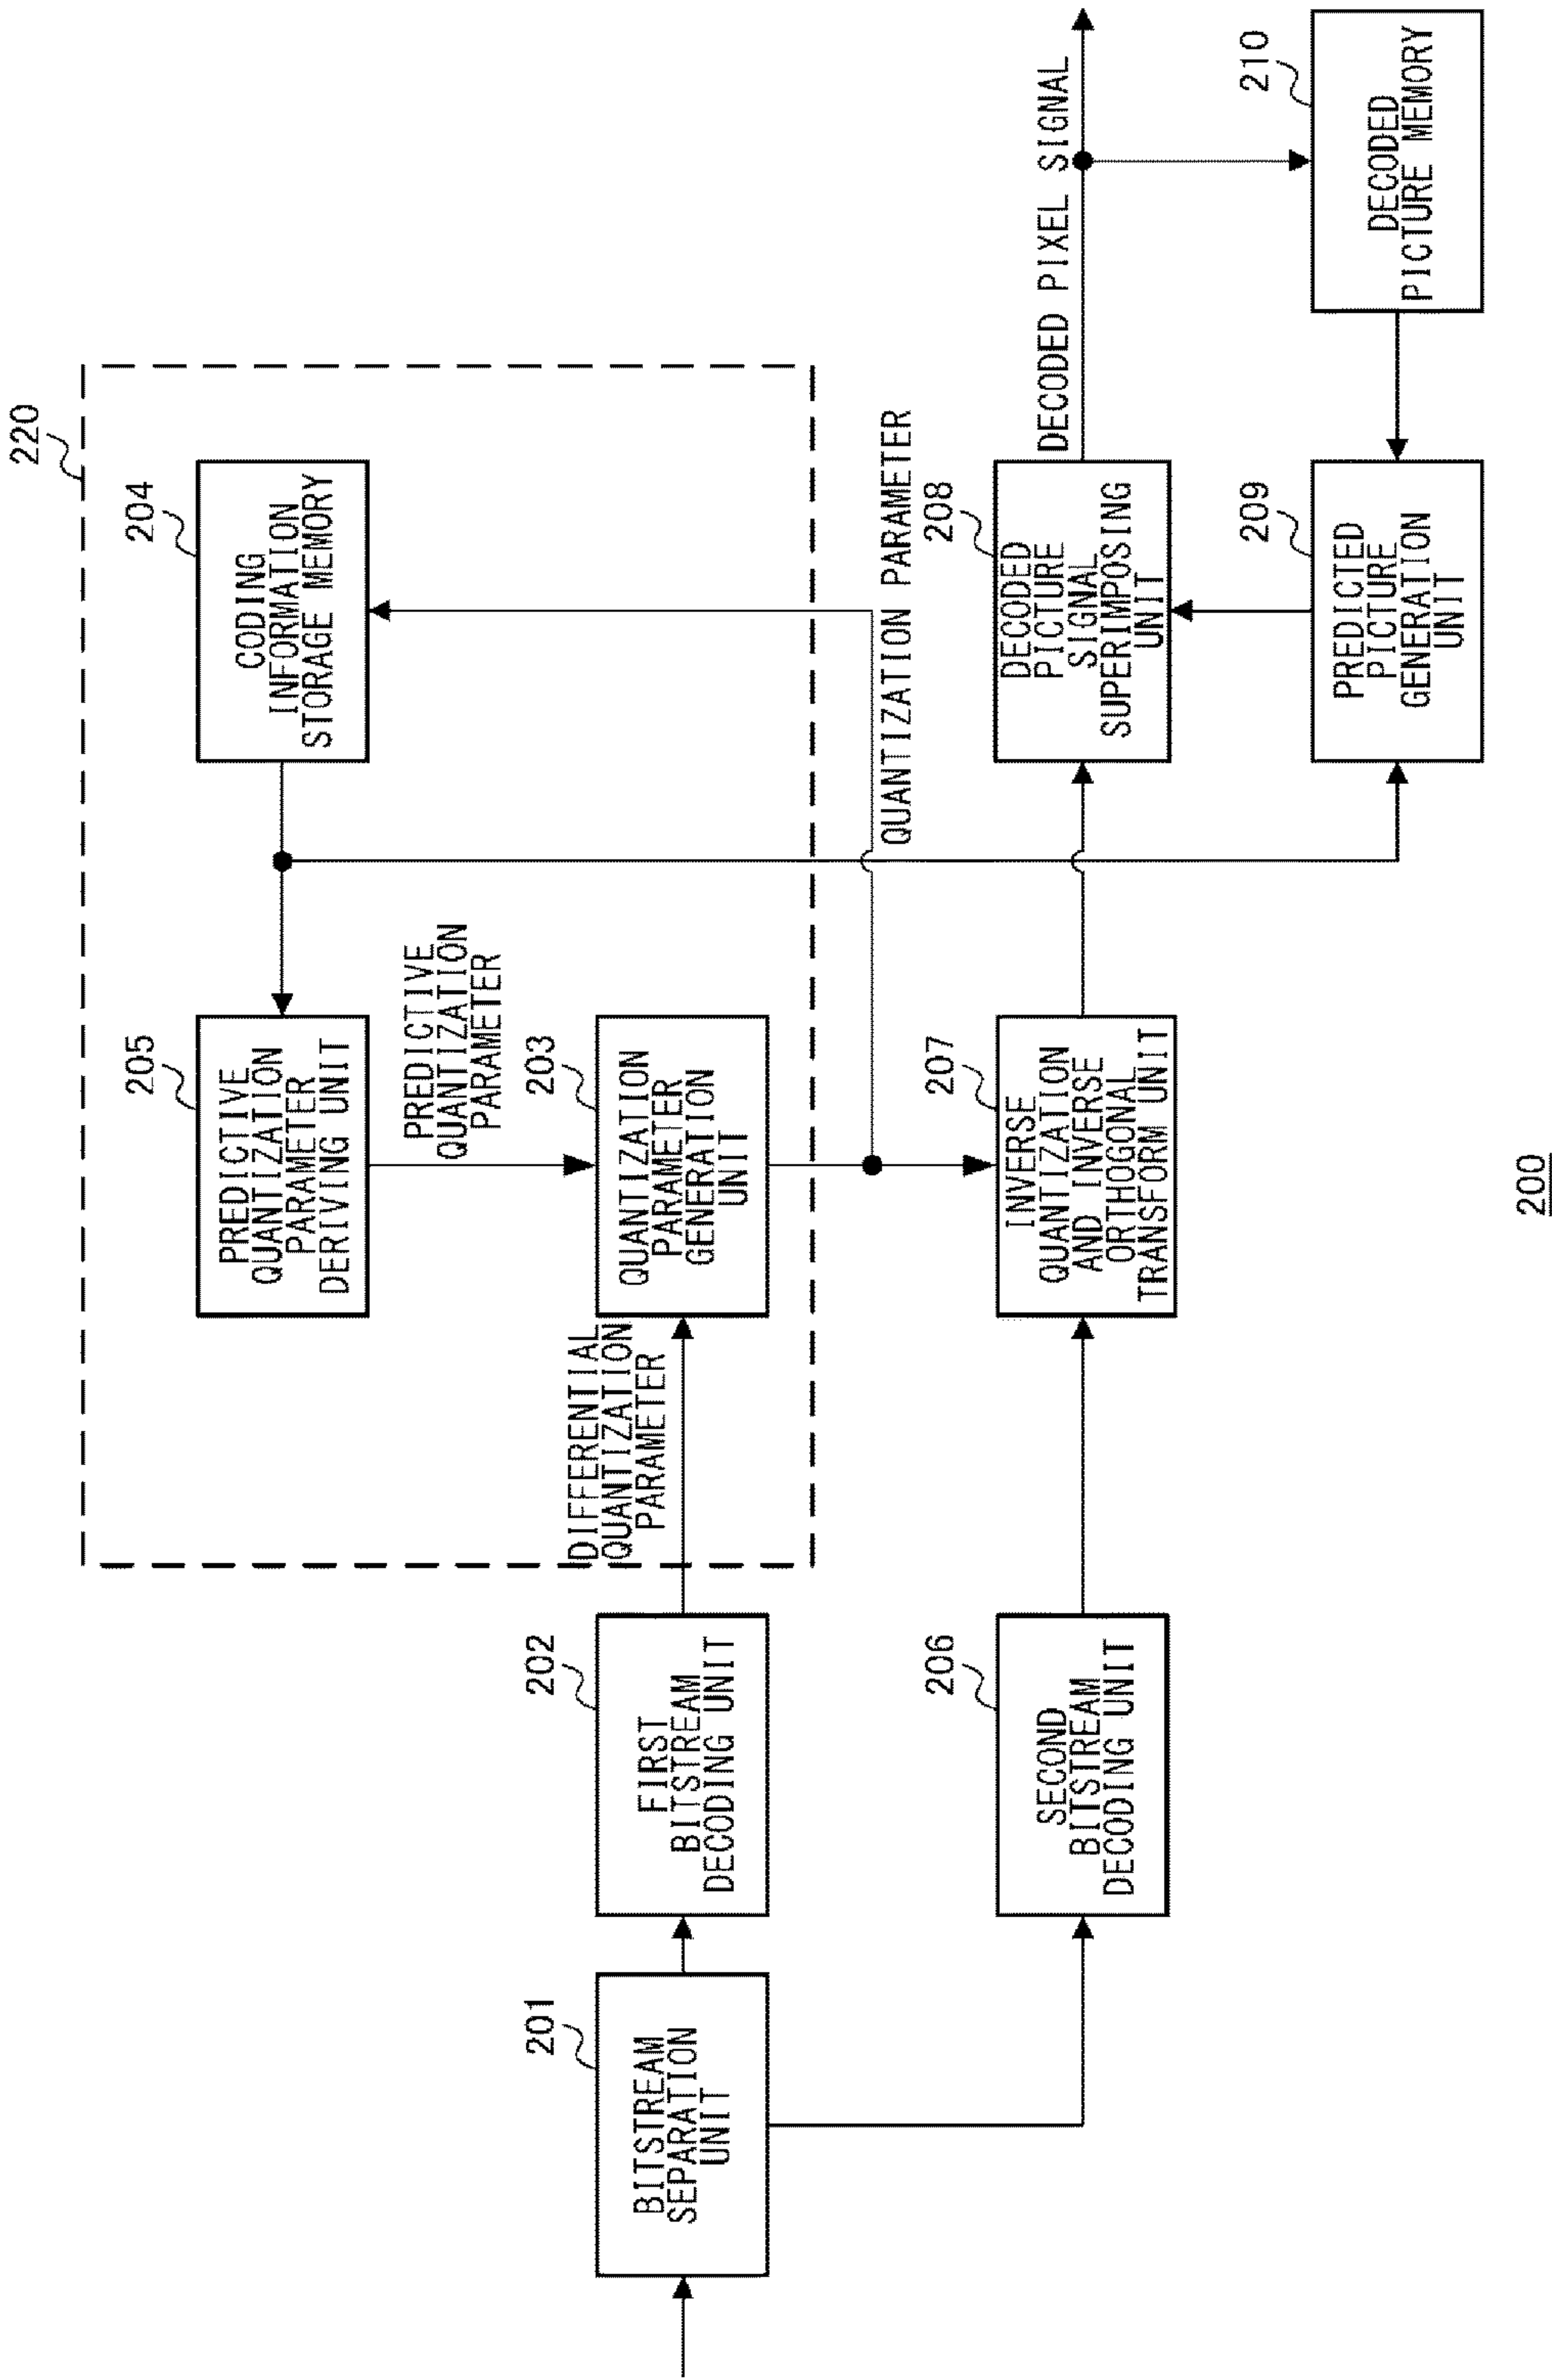 220
205
PREDICTIVE
QUANTIZATION
PARAMETER
DERIVING UNIT
204
CODING
INFORMATION
STORAGE MEMORY
PREDICTIVE
QUANTIZATION
PARAMETER
201
BITSTREAM
SEPARATION
UNIT
202
FIRST
BITSTREAM
DECODING UNIT
DIFFERENTIAL
QUANTIZATION
PARAMETER
203
QUANTIZATION
PARAMETER
GENERATION
UNIT
QUANTIZATION PARAMETER
206
SECOND
BITSTREAM
DECODING UNIT
207
INVERSE
QUANTIZATION
AND INVERSE
ORTHOGONAL
TRANSFORM UNIT
208
DECODED
PICTURE
SIGNAL
SUPERIMPOSING
UNIT
DECODED PIXEL SIGNAL
209
PREDICTED
PICTURE
GENERATION
UNIT
210
DECODED
PICTURE MEMORY
200